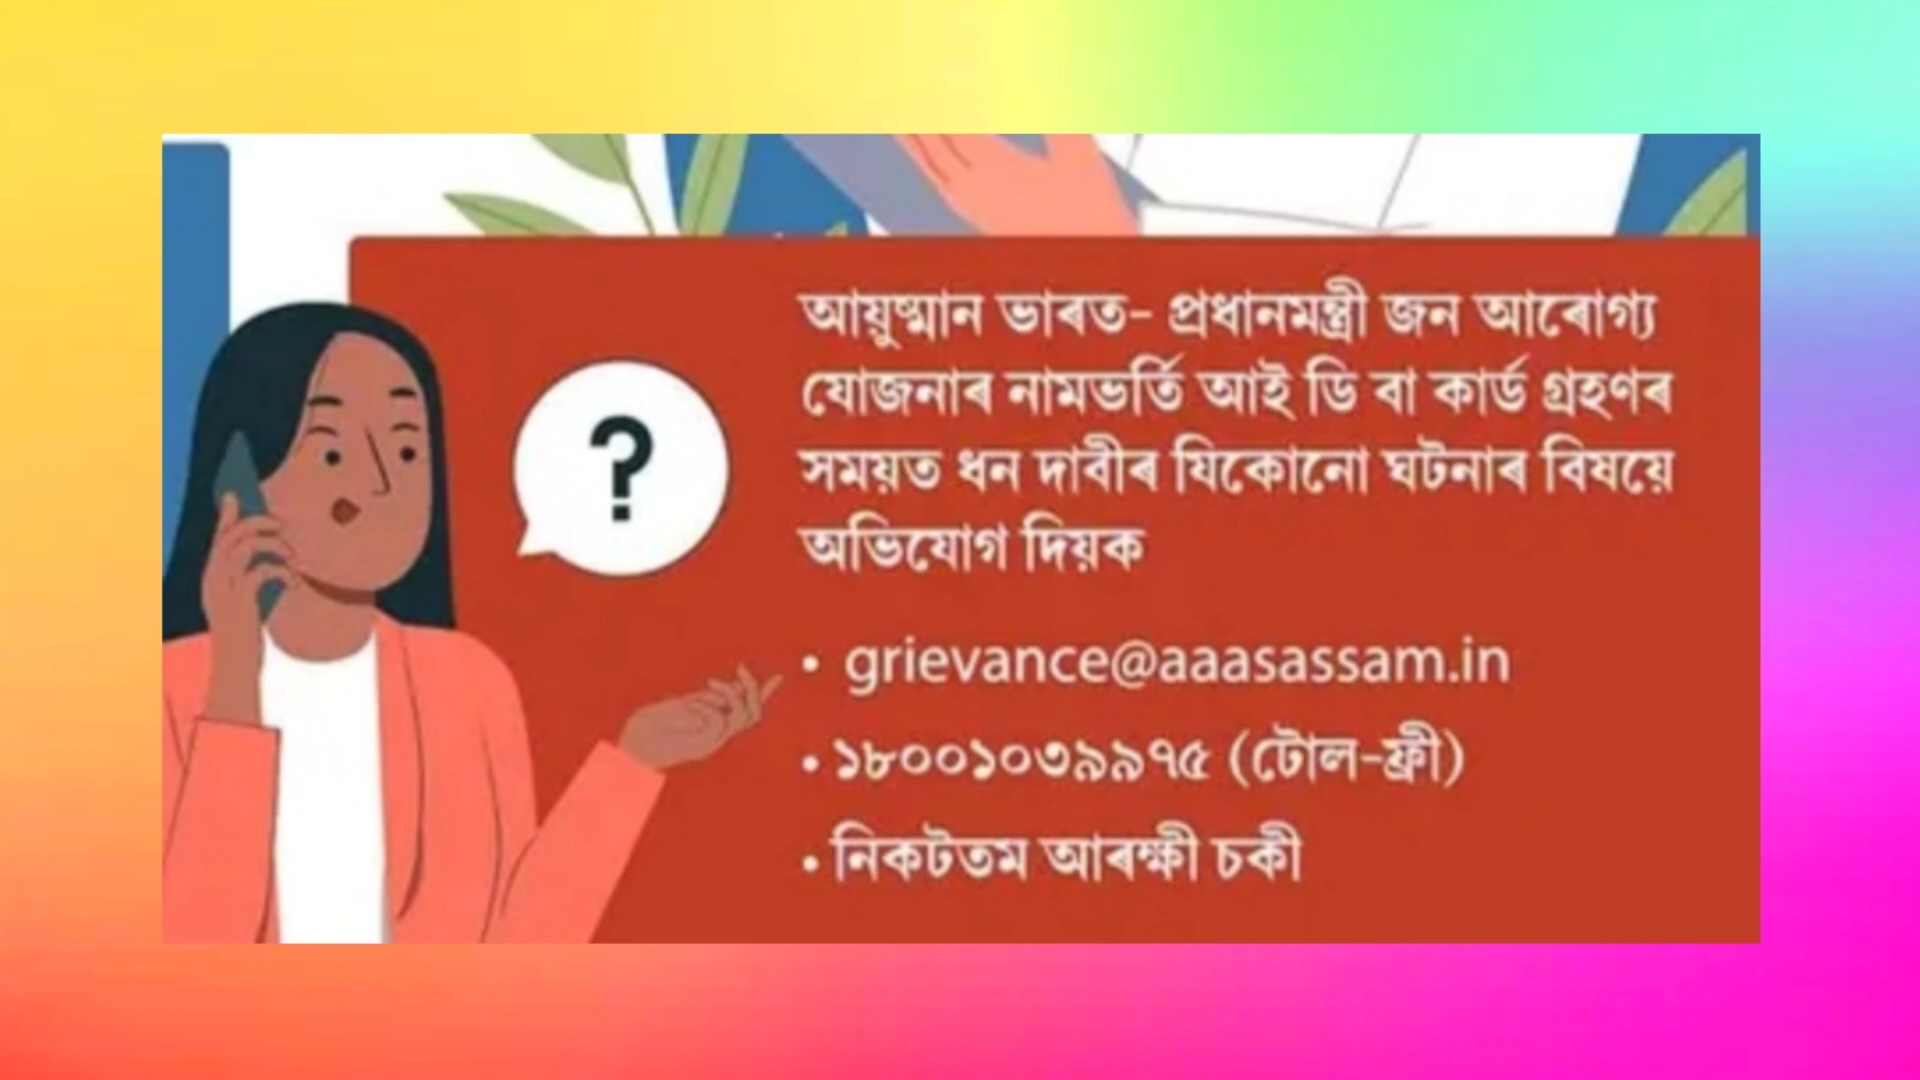 আয়ুষ্মান ভাৰত- প্ৰধানমন্ত্ৰী জন আৰোগ্য
যোজনাৰ নামভৰ্তি আই ডি বা কাৰ্ড গ্ৰহণৰ
সময়ত ধন দাবীৰ যিকোনো ঘটনাৰ বিষয়ে
অভিযোগ দিয়ক
• grievance@aaasassam.in
• ১৮০০১০৩৯৯৭৫ (টোল-ফ্ৰী)
• নিকটতম আৰক্ষী চকী